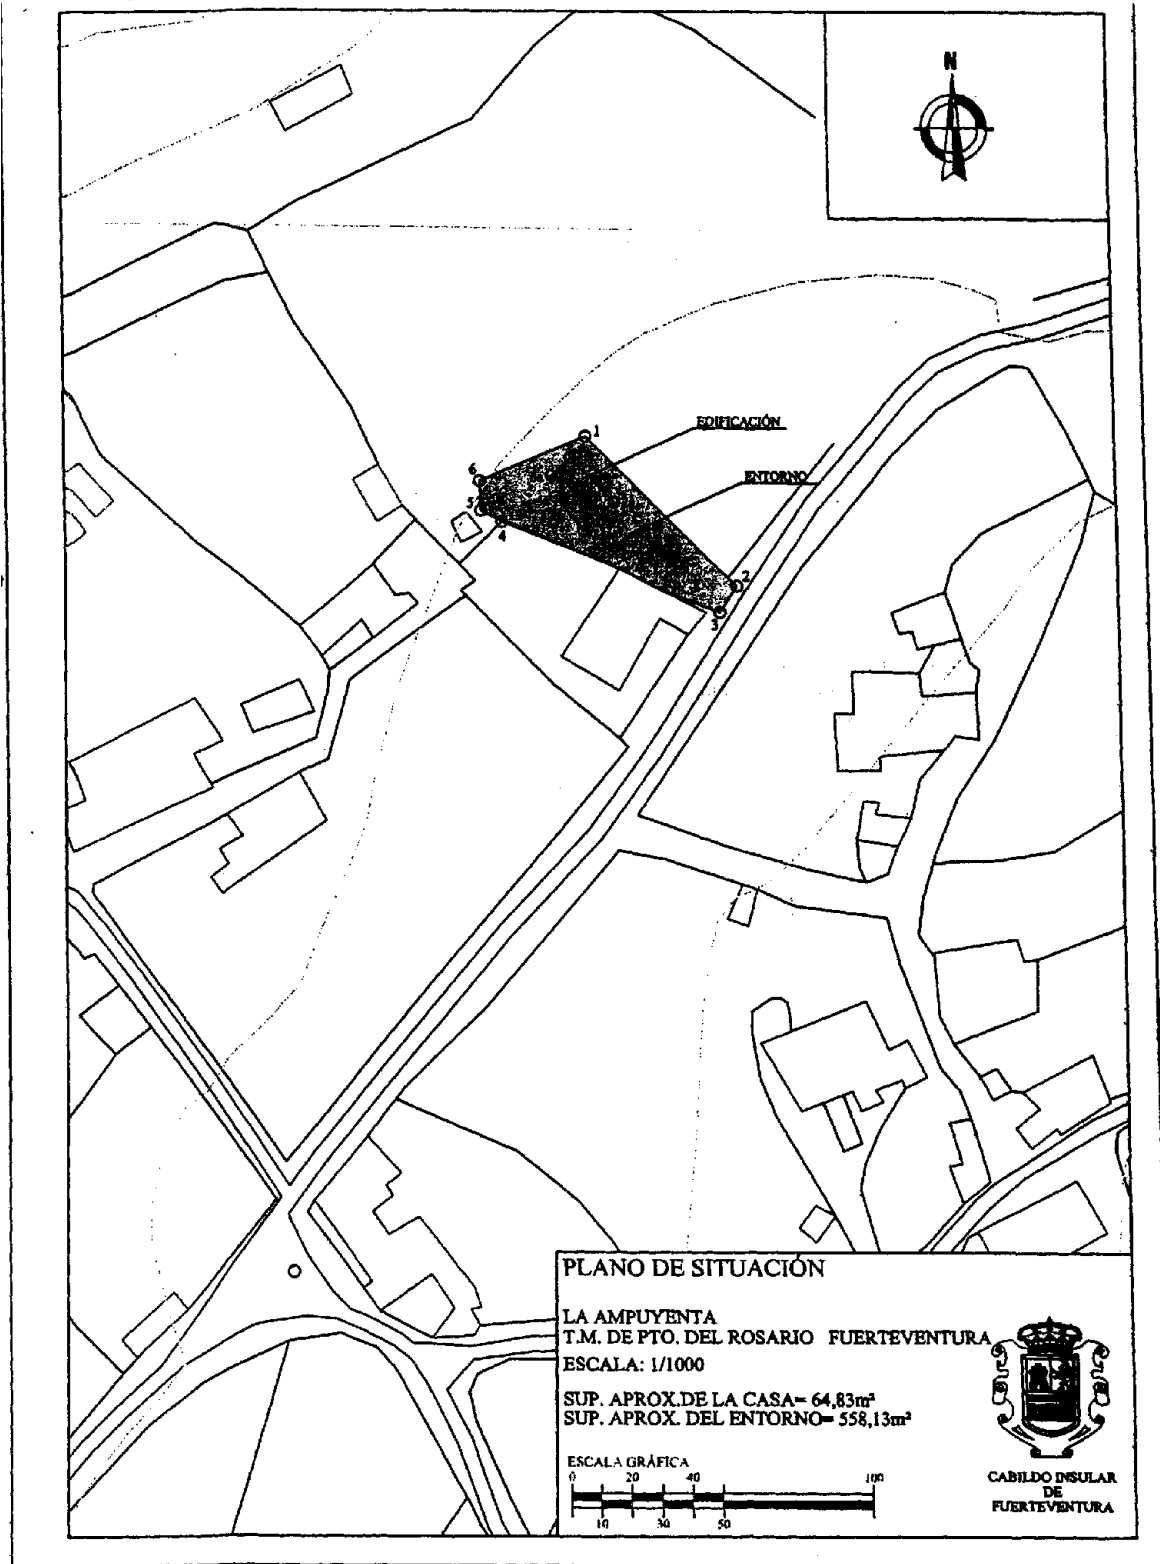 N
EDIFICACIÓN
1
6
ENTORNO
5
4
2
3
PLANO DE SITUACIÓN
LA AMPUYENTA
T.M. DE PTO. DEL ROSARIO FUERTEVENTURA
ESCALA: 1/1000
SUP. APROX.DE LA CASA= 64,83m²
SUP. APROX. DEL ENTORNO= 558,13m²
ESCALA GRÁFICA
0 20 40 100
10 30 50
CABILDO INSULAR
DE
FUERTEVENTURA